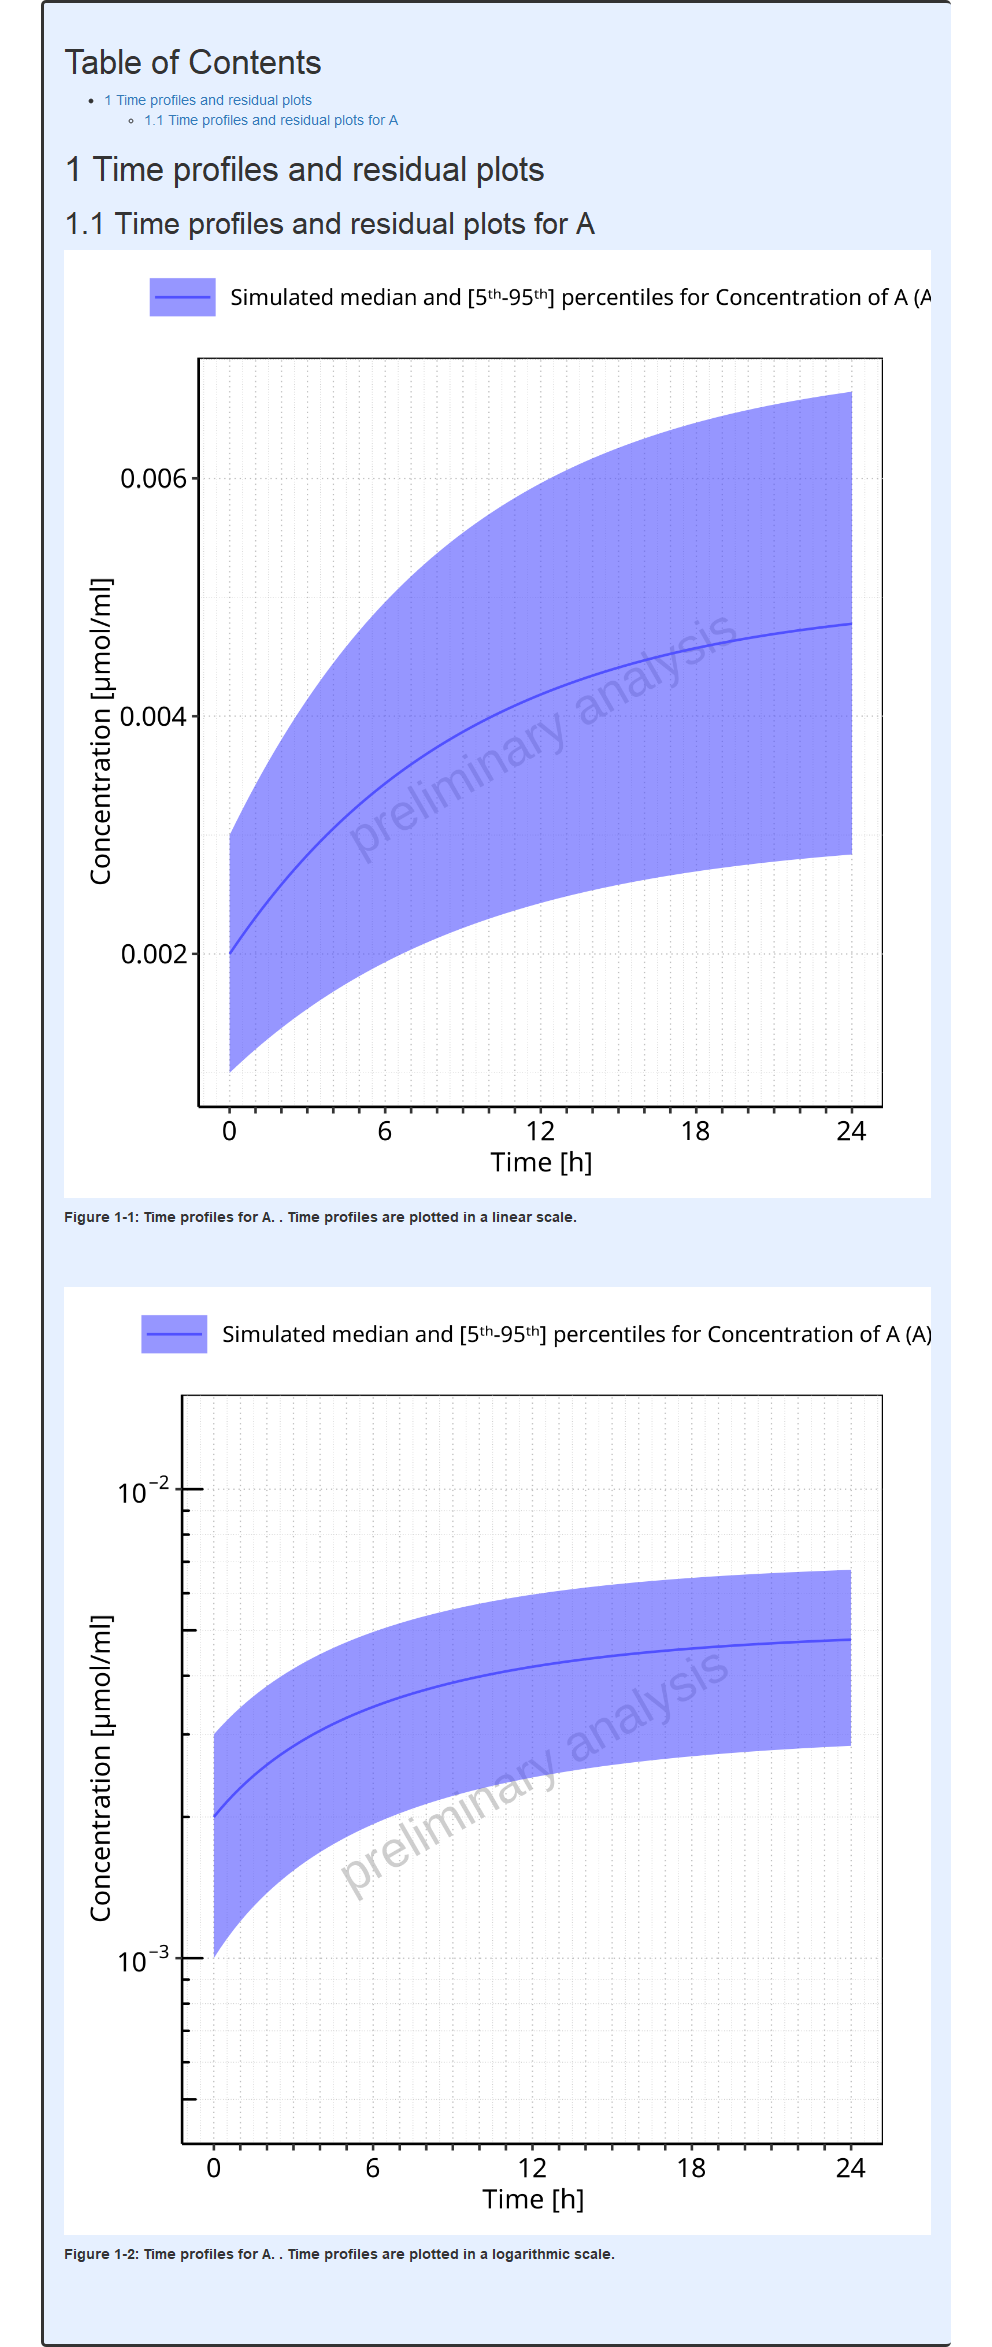 Table of Contents
1 Time profiles and residual plots
1.1 Time profiles and residual plots for A
1 Time profiles and residual plots
1.1 Time profiles and residual plots for A
Simulated median and [5ᵗʰ-95ᵗʰ] percentiles for Concentration of A (A
0.006
0.004
0.002
Concentration [µmol/ml]
preliminary analysis
0 6 12 18 24
Time [h]
Figure 1-1: Time profiles for A. . Time profiles are plotted in a linear scale.
Simulated median and [5ᵗʰ-95ᵗʰ] percentiles for Concentration of A (A)
10⁻²
10⁻³
Concentration [µmol/ml]
preliminary analysis
0 6 12 18 24
Time [h]
Figure 1-2: Time profiles for A. . Time profiles are plotted in a logarithmic scale.